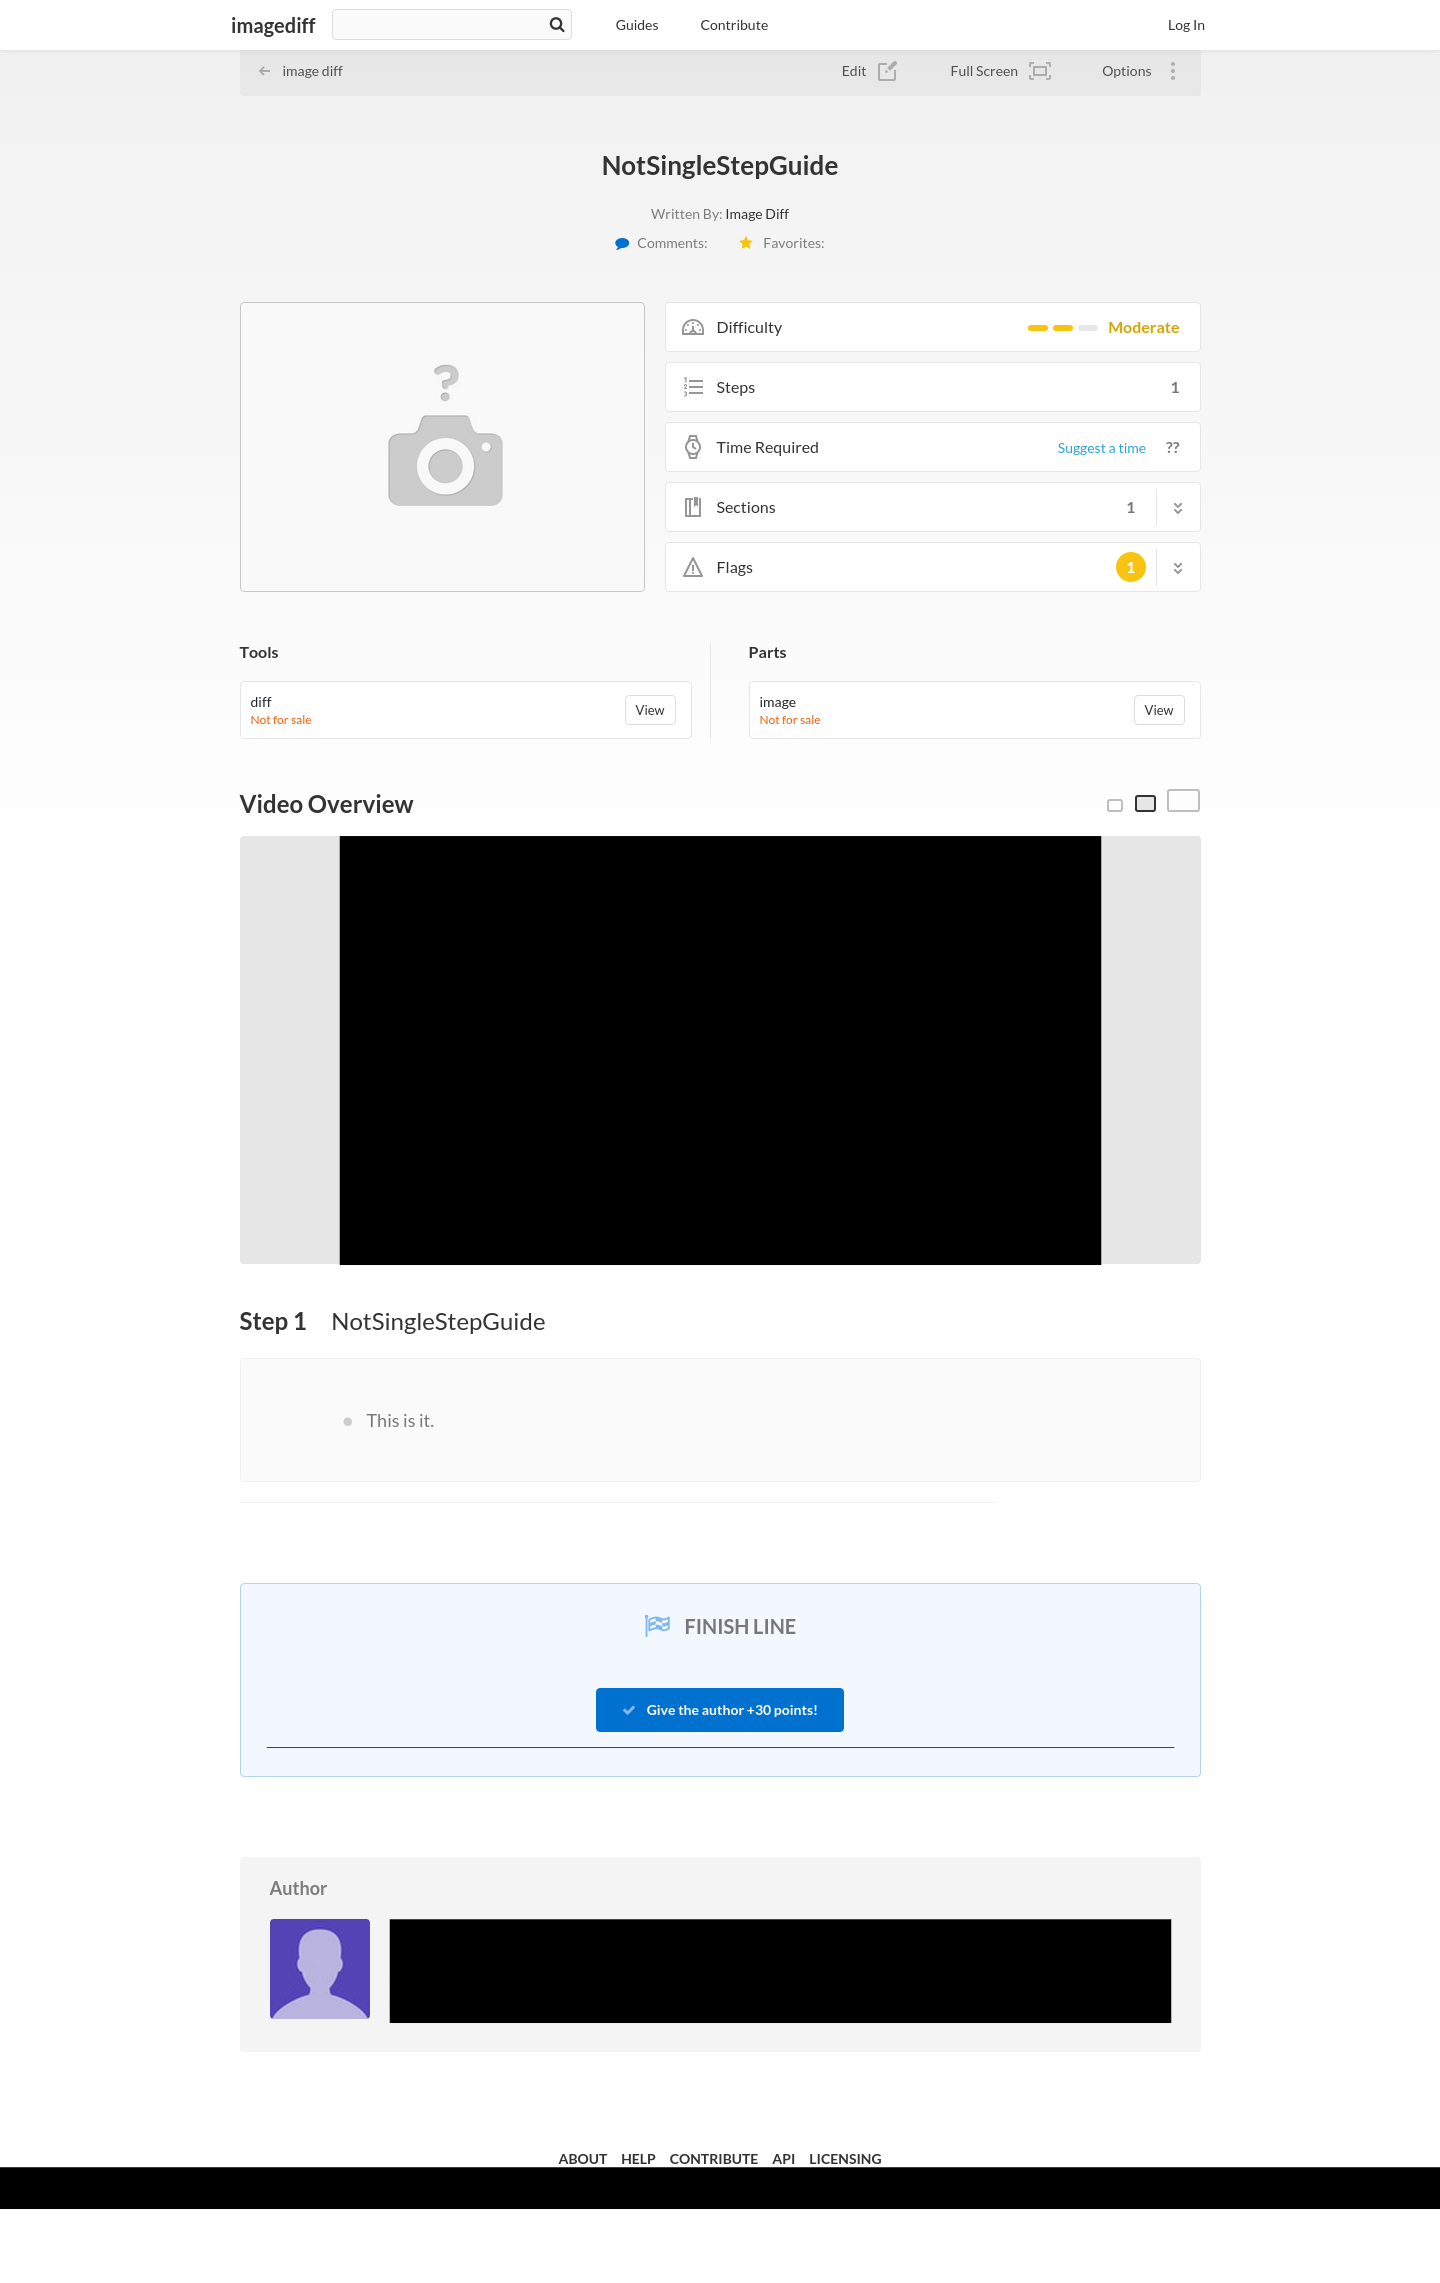 imagediff Guides Contribute Log In
image diff Edit Full Screen Options
NotSingleStepGuide
Written By: Image Diff
Comments: Favorites:
?
Difficulty Moderate
1 2 3 Steps 1
Time Required Suggest a time ??
Sections 1
Flags 1
Tools
diff
Not for sale
View
Parts
image
Not for sale
View
Video Overview
Step 1 NotSingleStepGuide
This is it.
FINISH LINE
Give the author +30 points!
Author
ABOUT HELP CONTRIBUTE API LICENSING